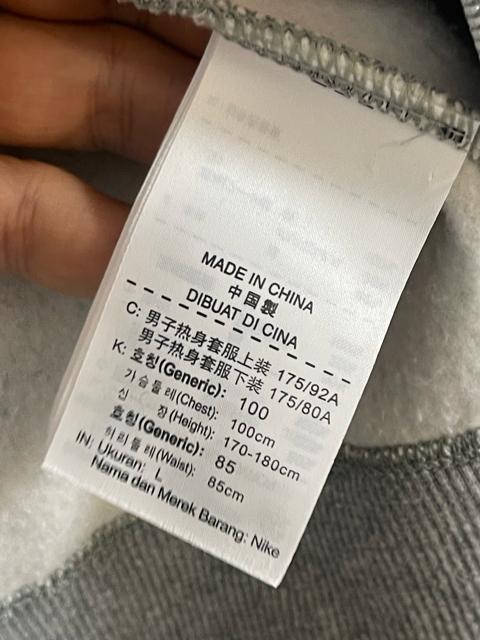 MADE IN CHINA
中国製
DIBUAT DI CINA
C: 男子热身套服上装 175/92A
男子热身套服下装 175/80A
K: 호칭(Generic): 100
가슴둘레(Chest): 100cm
신 장(Height): 170-180cm
호칭(Generic): 85
허리둘레(Waist): 85cm
IN: Ukuran: L
Nama dan Merek Barang: Nike